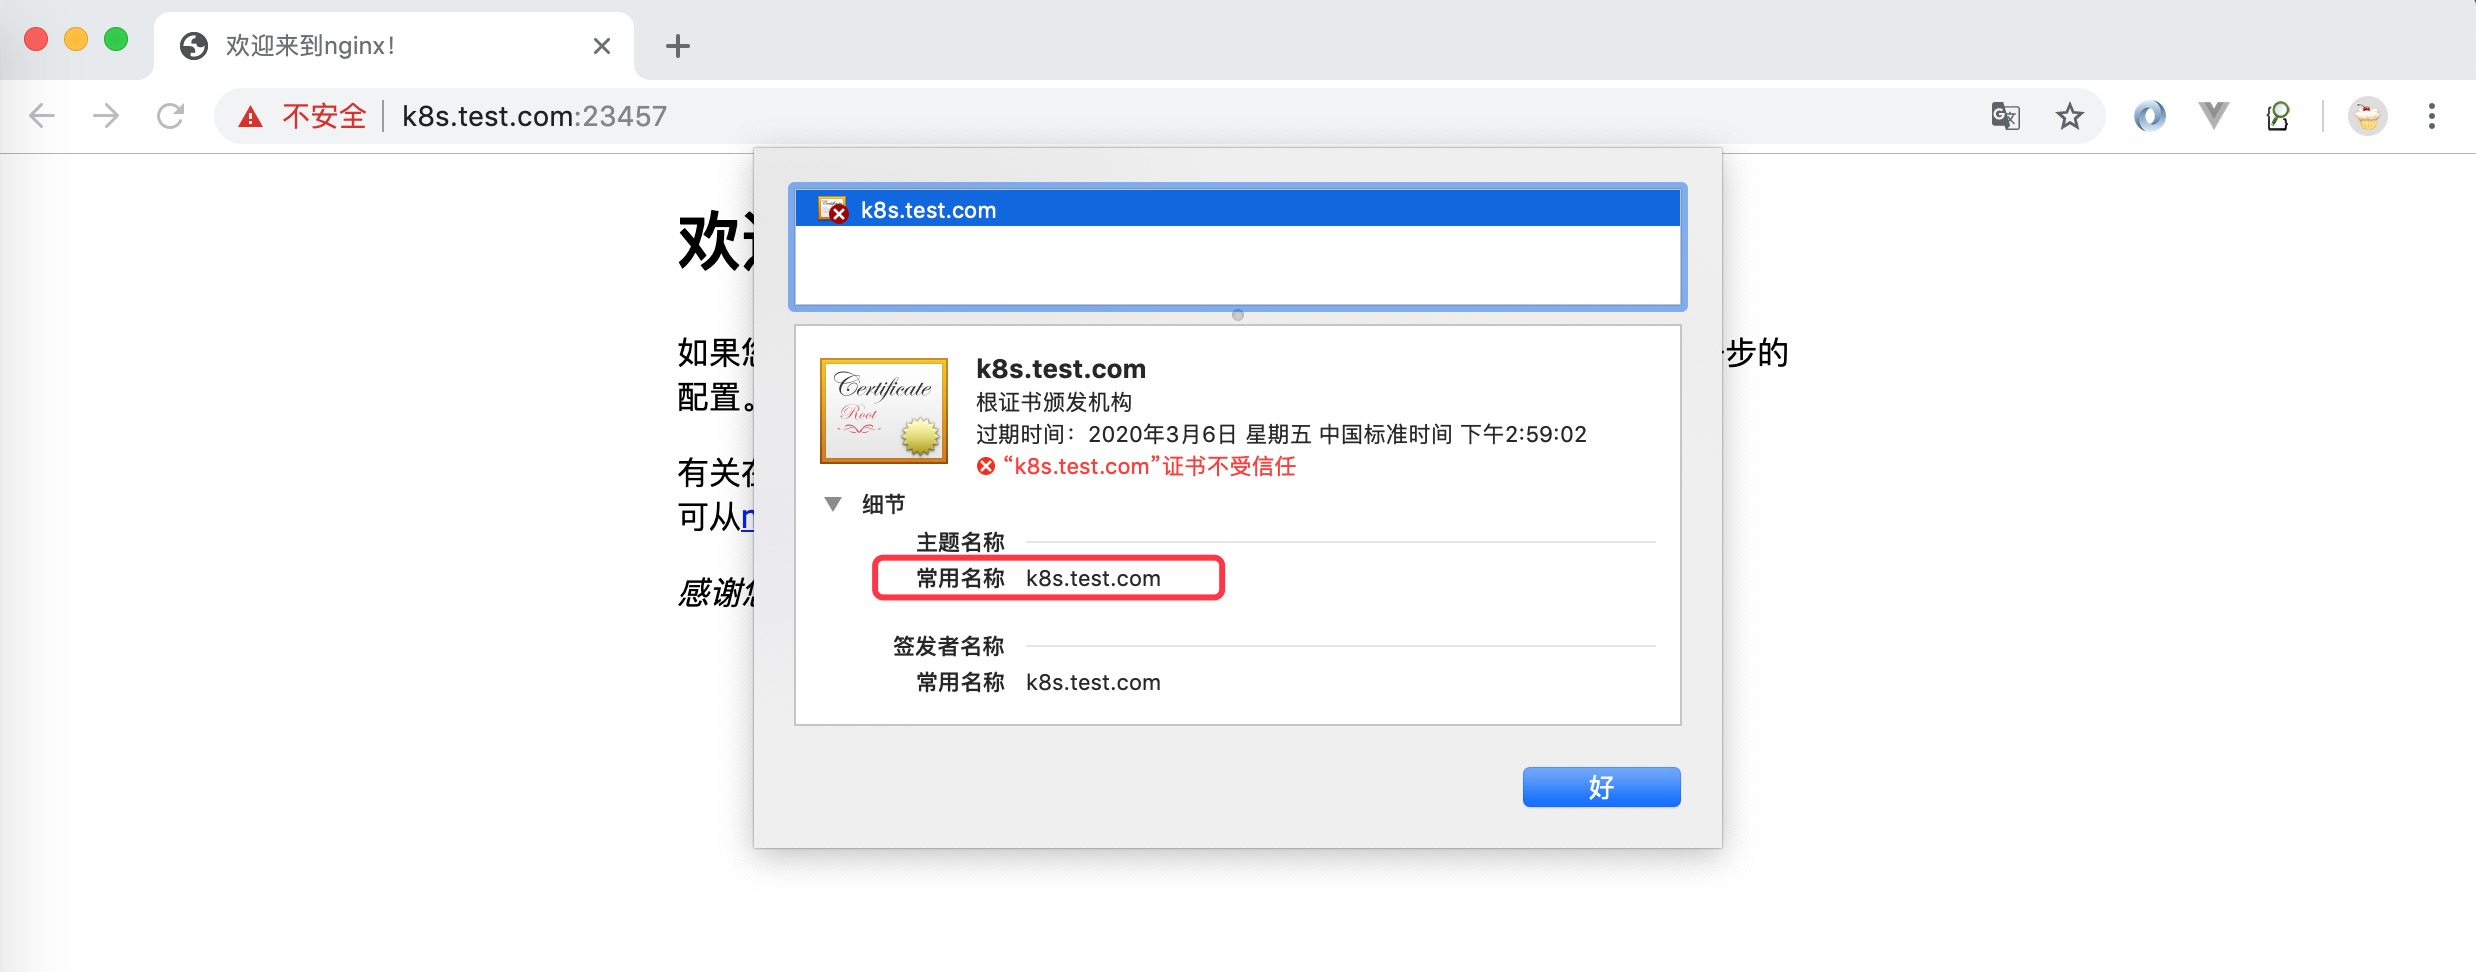 欢迎来到nginx!
不安全 k8s.test.com:23457
k8s.test.com
欢
如果
步的
配置。
有关在
可从n
感谢
Certificate
Root
k8s.test.com
根证书颁发机构
过期时间：2020年3月6日 星期五 中国标准时间 下午2:59:02
“k8s.test.com”证书不受信任
细节
主题名称
常用名称 k8s.test.com
签发者名称
常用名称 k8s.test.com
好